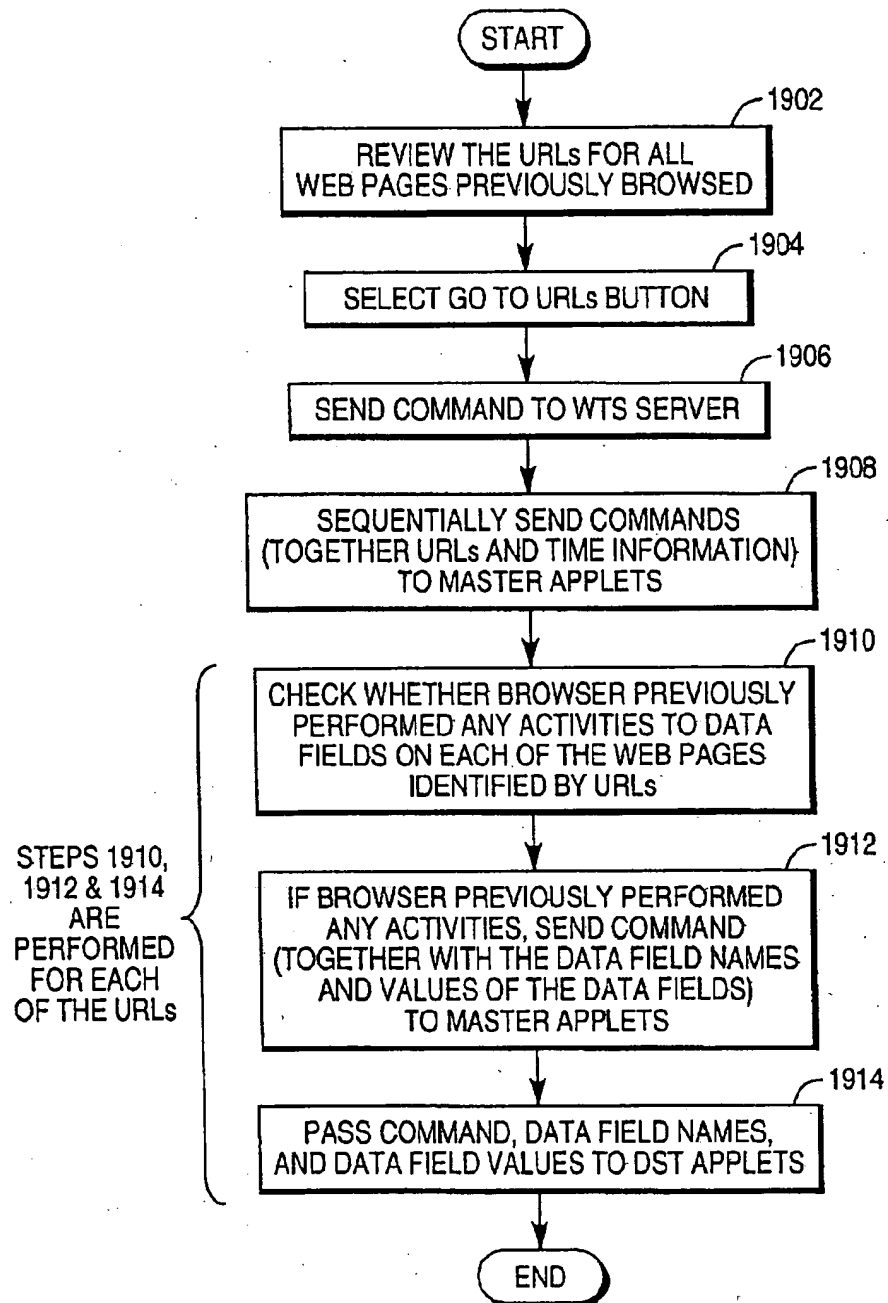 START
1902
REVIEW THE URLs FOR ALL
WEB PAGES PREVIOUSLY BROWSED
1904
SELECT GO TO URLs BUTTON
1906
SEND COMMAND TO WTS SERVER
1908
SEQUENTIALLY SEND COMMANDS
(TOGETHER URLs AND TIME INFORMATION)
TO MASTER APPLETS
1910
CHECK WHETHER BROWSER PREVIOUSLY
PERFORMED ANY ACTIVITIES TO DATA
FIELDS ON EACH OF THE WEB PAGES
IDENTIFIED BY URLs
STEPS 1910,
1912 & 1914
ARE
PERFORMED
FOR EACH
OF THE URLs
1912
IF BROWSER PREVIOUSLY PERFORMED
ANY ACTIVITIES, SEND COMMAND
(TOGETHER WITH THE DATA FIELD NAMES
AND VALUES OF THE DATA FIELDS)
TO MASTER APPLETS
1914
PASS COMMAND, DATA FIELD NAMES,
AND DATA FIELD VALUES TO DST APPLETS
END